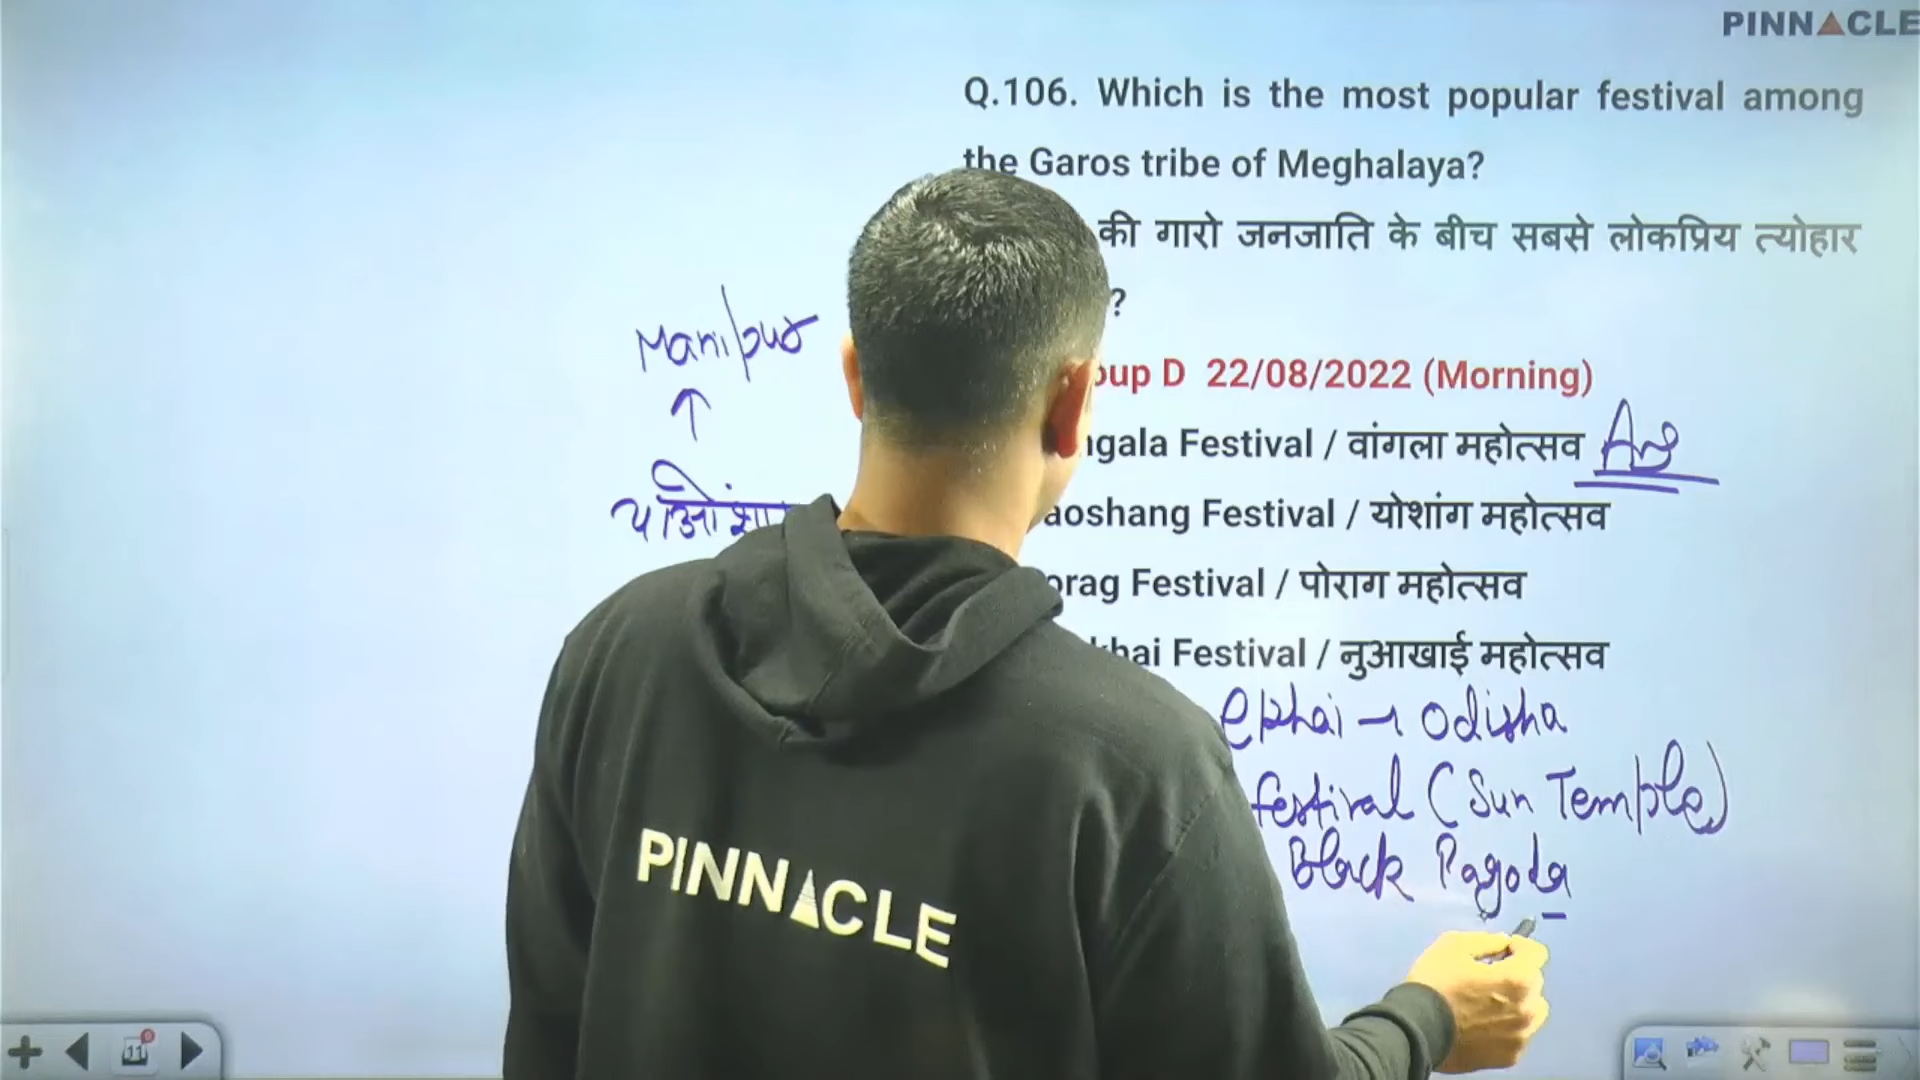 PINNACLE
Q.106. Which is the most popular festival among
the Garos tribe of Meghalaya?
की गारो जनजाति के बीच सबसे लोकप्रिय त्योहार
?
oup D 22/08/2022 (Morning)
ngala Festival / वांगला महोत्सव Ans
aoshang Festival / योशांग महोत्सव
orag Festival / पोराग महोत्सव
khai Festival / नुआखाई महोत्सव
Manipur
khai → Odisha
festival (Sun Temple)
Black Pagoda
PINNACLE
11